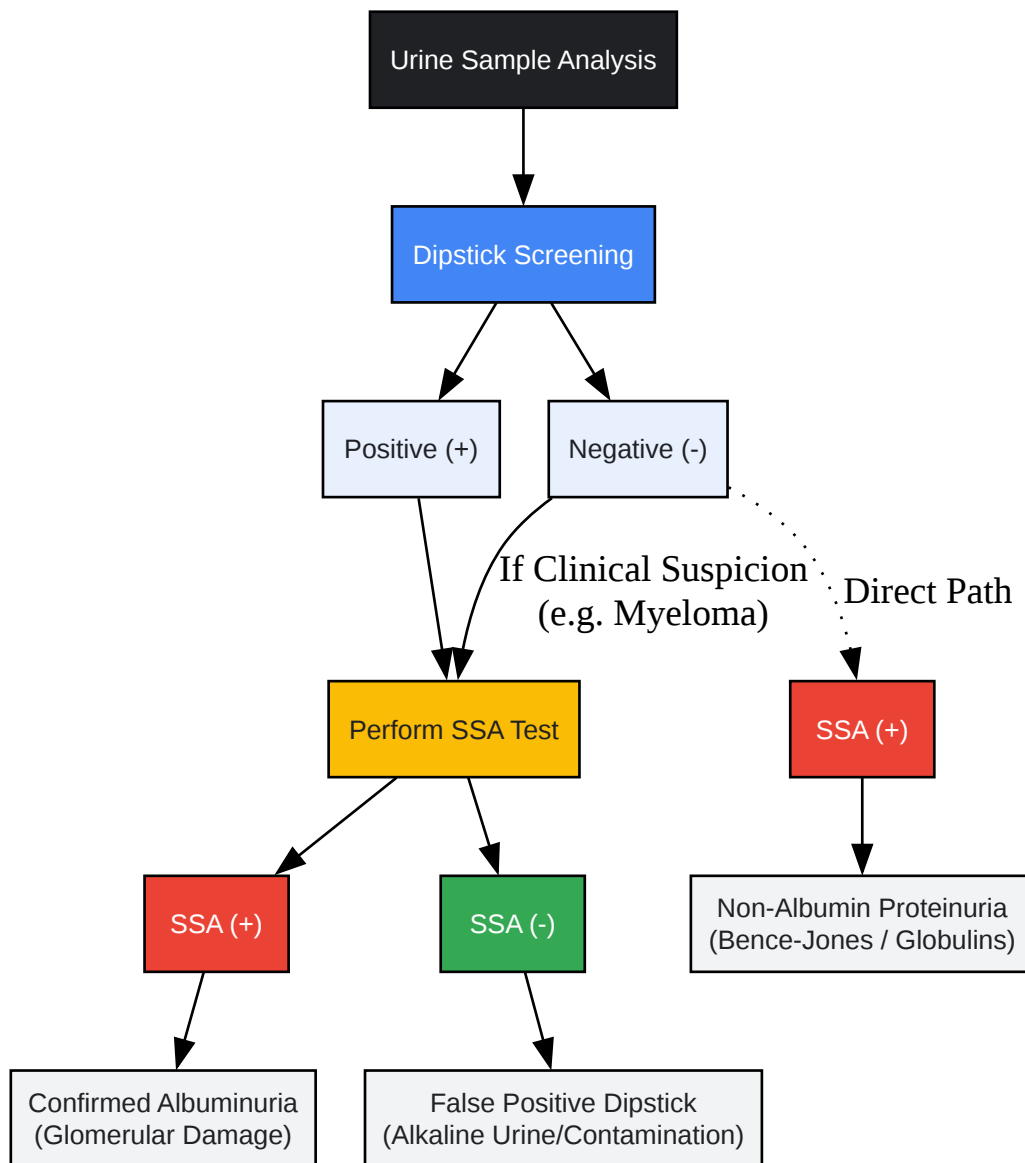 Urine Sample Analysis
Dipstick Screening
Positive (+)
Negative (-)
If Clinical Suspicion
(e.g. Myeloma)
Direct Path
Perform SSA Test
SSA (+)
SSA (+)
SSA (-)
Non-Albumin Proteinuria
(Bence-Jones / Globulins)
Confirmed Albuminuria
(Glomerular Damage)
False Positive Dipstick
(Alkaline Urine/Contamination)